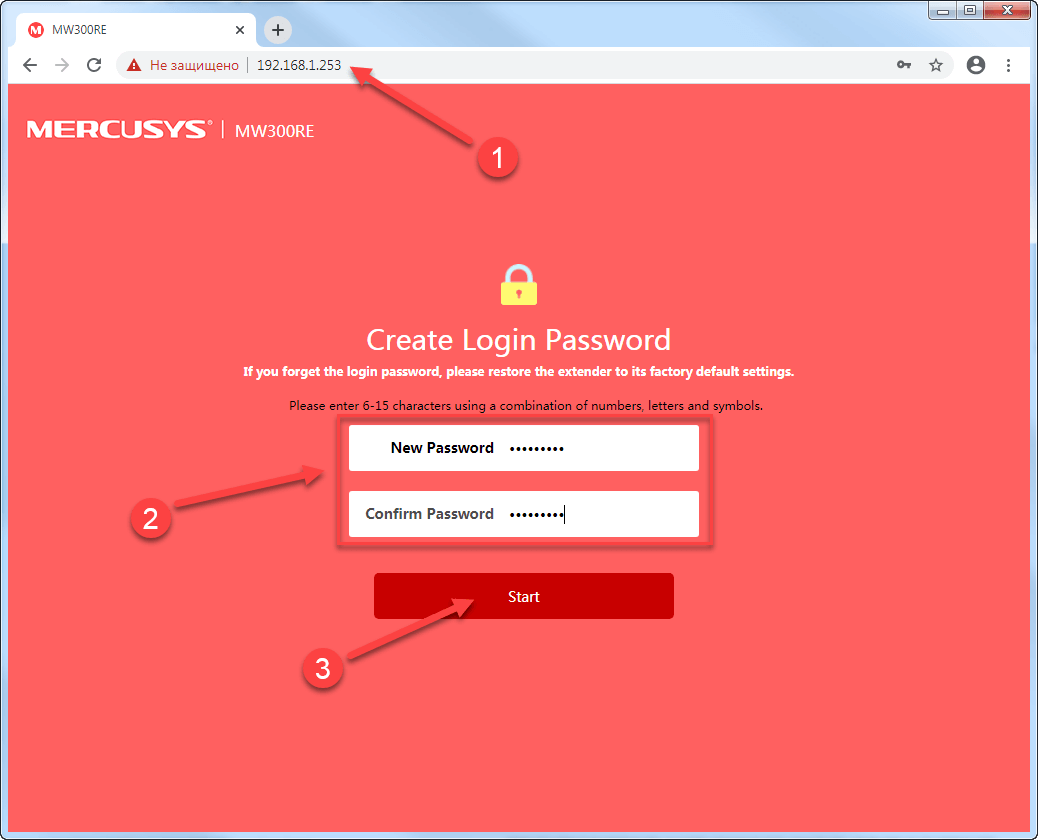 MW300RE
Не защищено 192.168.1.253
MERCUSYS® | MW300RE
1
Create Login Password
If you forget the login password, please restore the extender to its factory default settings.
Please enter 6-15 characters using a combination of numbers, letters and symbols.
New Password •••••••••
Confirm Password •••••••••
2
Start
3